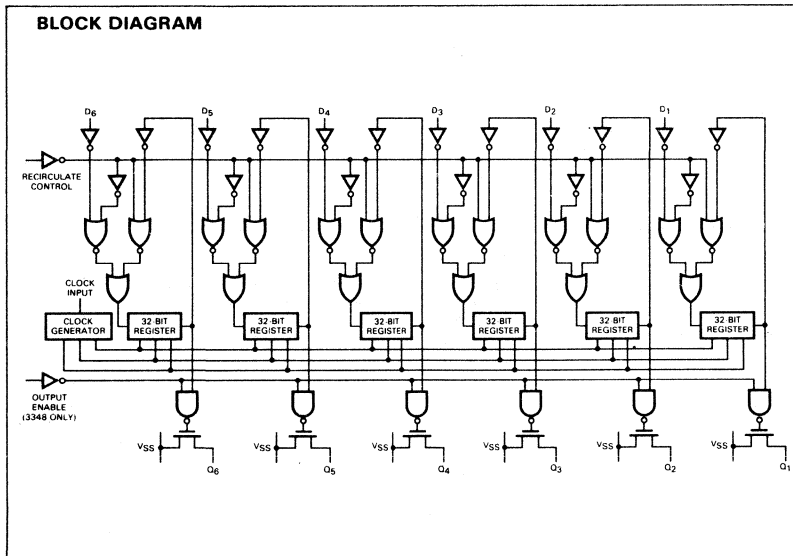 BLOCK DIAGRAM
D6 D5 D4 D3 D2 D1
RECIRCULATE
CONTROL
CLOCK
INPUT
CLOCK
GENERATOR
32-BIT
REGISTER
32-BIT
REGISTER
32-BIT
REGISTER
32-BIT
REGISTER
32-BIT
REGISTER
32-BIT
REGISTER
OUTPUT
ENABLE
(3348 ONLY)
VSS VSS VSS VSS VSS VSS
Q6 Q5 Q4 Q3 Q2 Q1